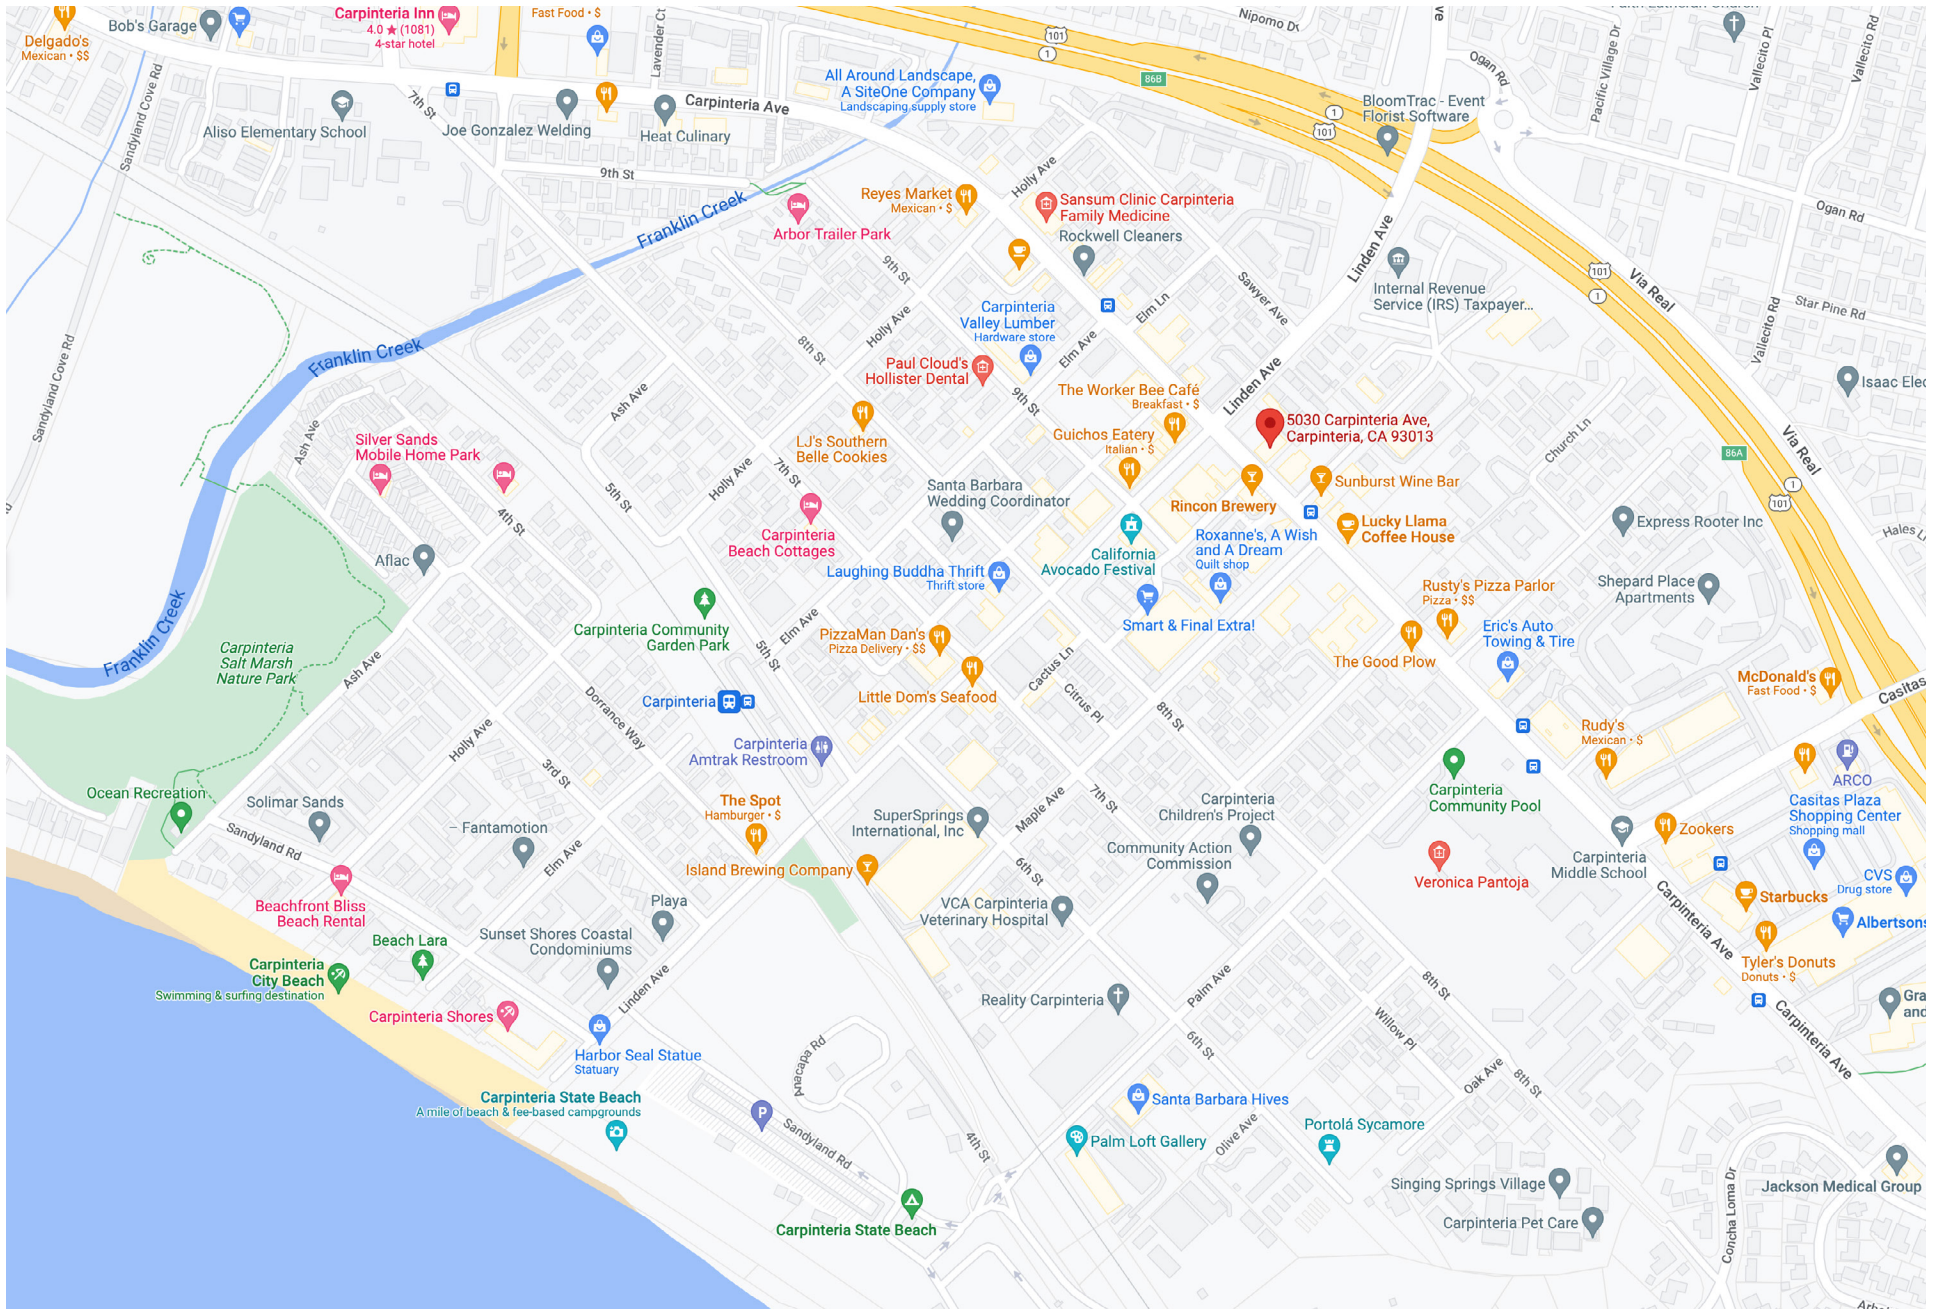 Delgado's
Mexican • $$
Bob's Garage
Carpinteria Inn
4.0 ★ (1081)
4-star hotel
Fast Food • $
Lavender Ct
101
1
Nipomo Dr
Ave
Ogan Rd
Pacific Village Dr
Vallecito Pl
Vallecito Rd
86B
Sandyland Cove Rd
Aliso Elementary School
7th St
Joe Gonzalez Welding
Heat Culinary
Carpinteria Ave
All Around Landscape,
A SiteOne Company
Landscaping supply store
BloomTrac - Event
Florist Software
1
101
9th St
Franklin Creek
Arbor Trailer Park
Reyes Market
Mexican • $
Holly Ave
Sansum Clinic Carpinteria
Family Medicine
Rockwell Cleaners
Linden Ave
Ogan Rd
9th St
Sawyer Ave
Internal Revenue
Service (IRS) Taxpayer...
101
1
Via Real
Star Pine Rd
Vallecito Rd
Carpinteria
Valley Lumber
Hardware store
Elm Ln
Elm Ave
Holly Ave
8th St
Franklin Creek
Sandyland Cove Rd
Paul Cloud's
Hollister Dental
9th St
The Worker Bee Café
Breakfast • $
Linden Ave
5030 Carpinteria Ave,
Carpinteria, CA 93013
Isaac Elec
Ash Ave
Ash Ave
Silver Sands
Mobile Home Park
LJ's Southern
Belle Cookies
Guichos Eatery
Italian • $
Church Ln
Via Real
86A
1
101
Holly Ave
7th St
5th St
4th St
Santa Barbara
Wedding Coordinator
Rincon Brewery
Sunburst Wine Bar
Lucky Llama
Coffee House
Express Rooter Inc
Carpinteria
Beach Cottages
California
Avocado Festival
Roxanne's, A Wish
and A Dream
Quilt shop
Aflac
Laughing Buddha Thrift
Thrift store
Shepard Place
Apartments
Rusty's Pizza Parlor
Pizza • $$
Franklin Creek
Carpinteria
Salt Marsh
Nature Park
Ash Ave
Carpinteria Community
Garden Park
Elm Ave
5th St
PizzaMan Dan's
Pizza Delivery • $$
Smart & Final Extra!
The Good Plow
Eric's Auto
Towing & Tire
McDonald's
Fast Food • $
Casitas
Little Dom's Seafood
Cactus Ln
Citrus Pl
8th St
Carpinteria
Dorrance Way
Holly Ave
3rd St
Carpinteria
Amtrak Restroom
Rudy's
Mexican • $
ARCO
Carpinteria
Community Pool
Casitas Plaza
Shopping Center
Shopping mall
Ocean Recreation
Solimar Sands
Sandyland Rd
Fantamotion
Elm Ave
The Spot
Hamburger • $
SuperSprings
International, Inc
Maple Ave
7th St
Carpinteria
Children's Project
Community Action
Commission
Zookers
Carpinteria
Middle School
Veronica Pantoja
CVS
Drug store
Starbucks
Albertsons
Island Brewing Company
6th St
Carpinteria Ave
Beachfront Bliss
Beach Rental
Playa
VCA Carpinteria
Veterinary Hospital
Beach Lara
Sunset Shores Coastal
Condominiums
Tyler's Donuts
Donuts • $
Carpinteria
City Beach
Swimming & surfing destination
Linden Ave
Reality Carpinteria
Palm Ave
8th St
Gra
and
Carpinteria Shores
Harbor Seal Statue
Statuary
Anacapa Rd
6th St
Willow Pl
Oak Ave
8th St
Carpinteria Ave
Carpinteria State Beach
A mile of beach & fee-based campgrounds
P
Sandyland Rd
4th St
Santa Barbara Hives
Palm Loft Gallery
Olive Ave
Portolá Sycamore
Singing Springs Village
Carpinteria Pet Care
Concha Loma Dr
Jackson Medical Group
Carpinteria State Beach